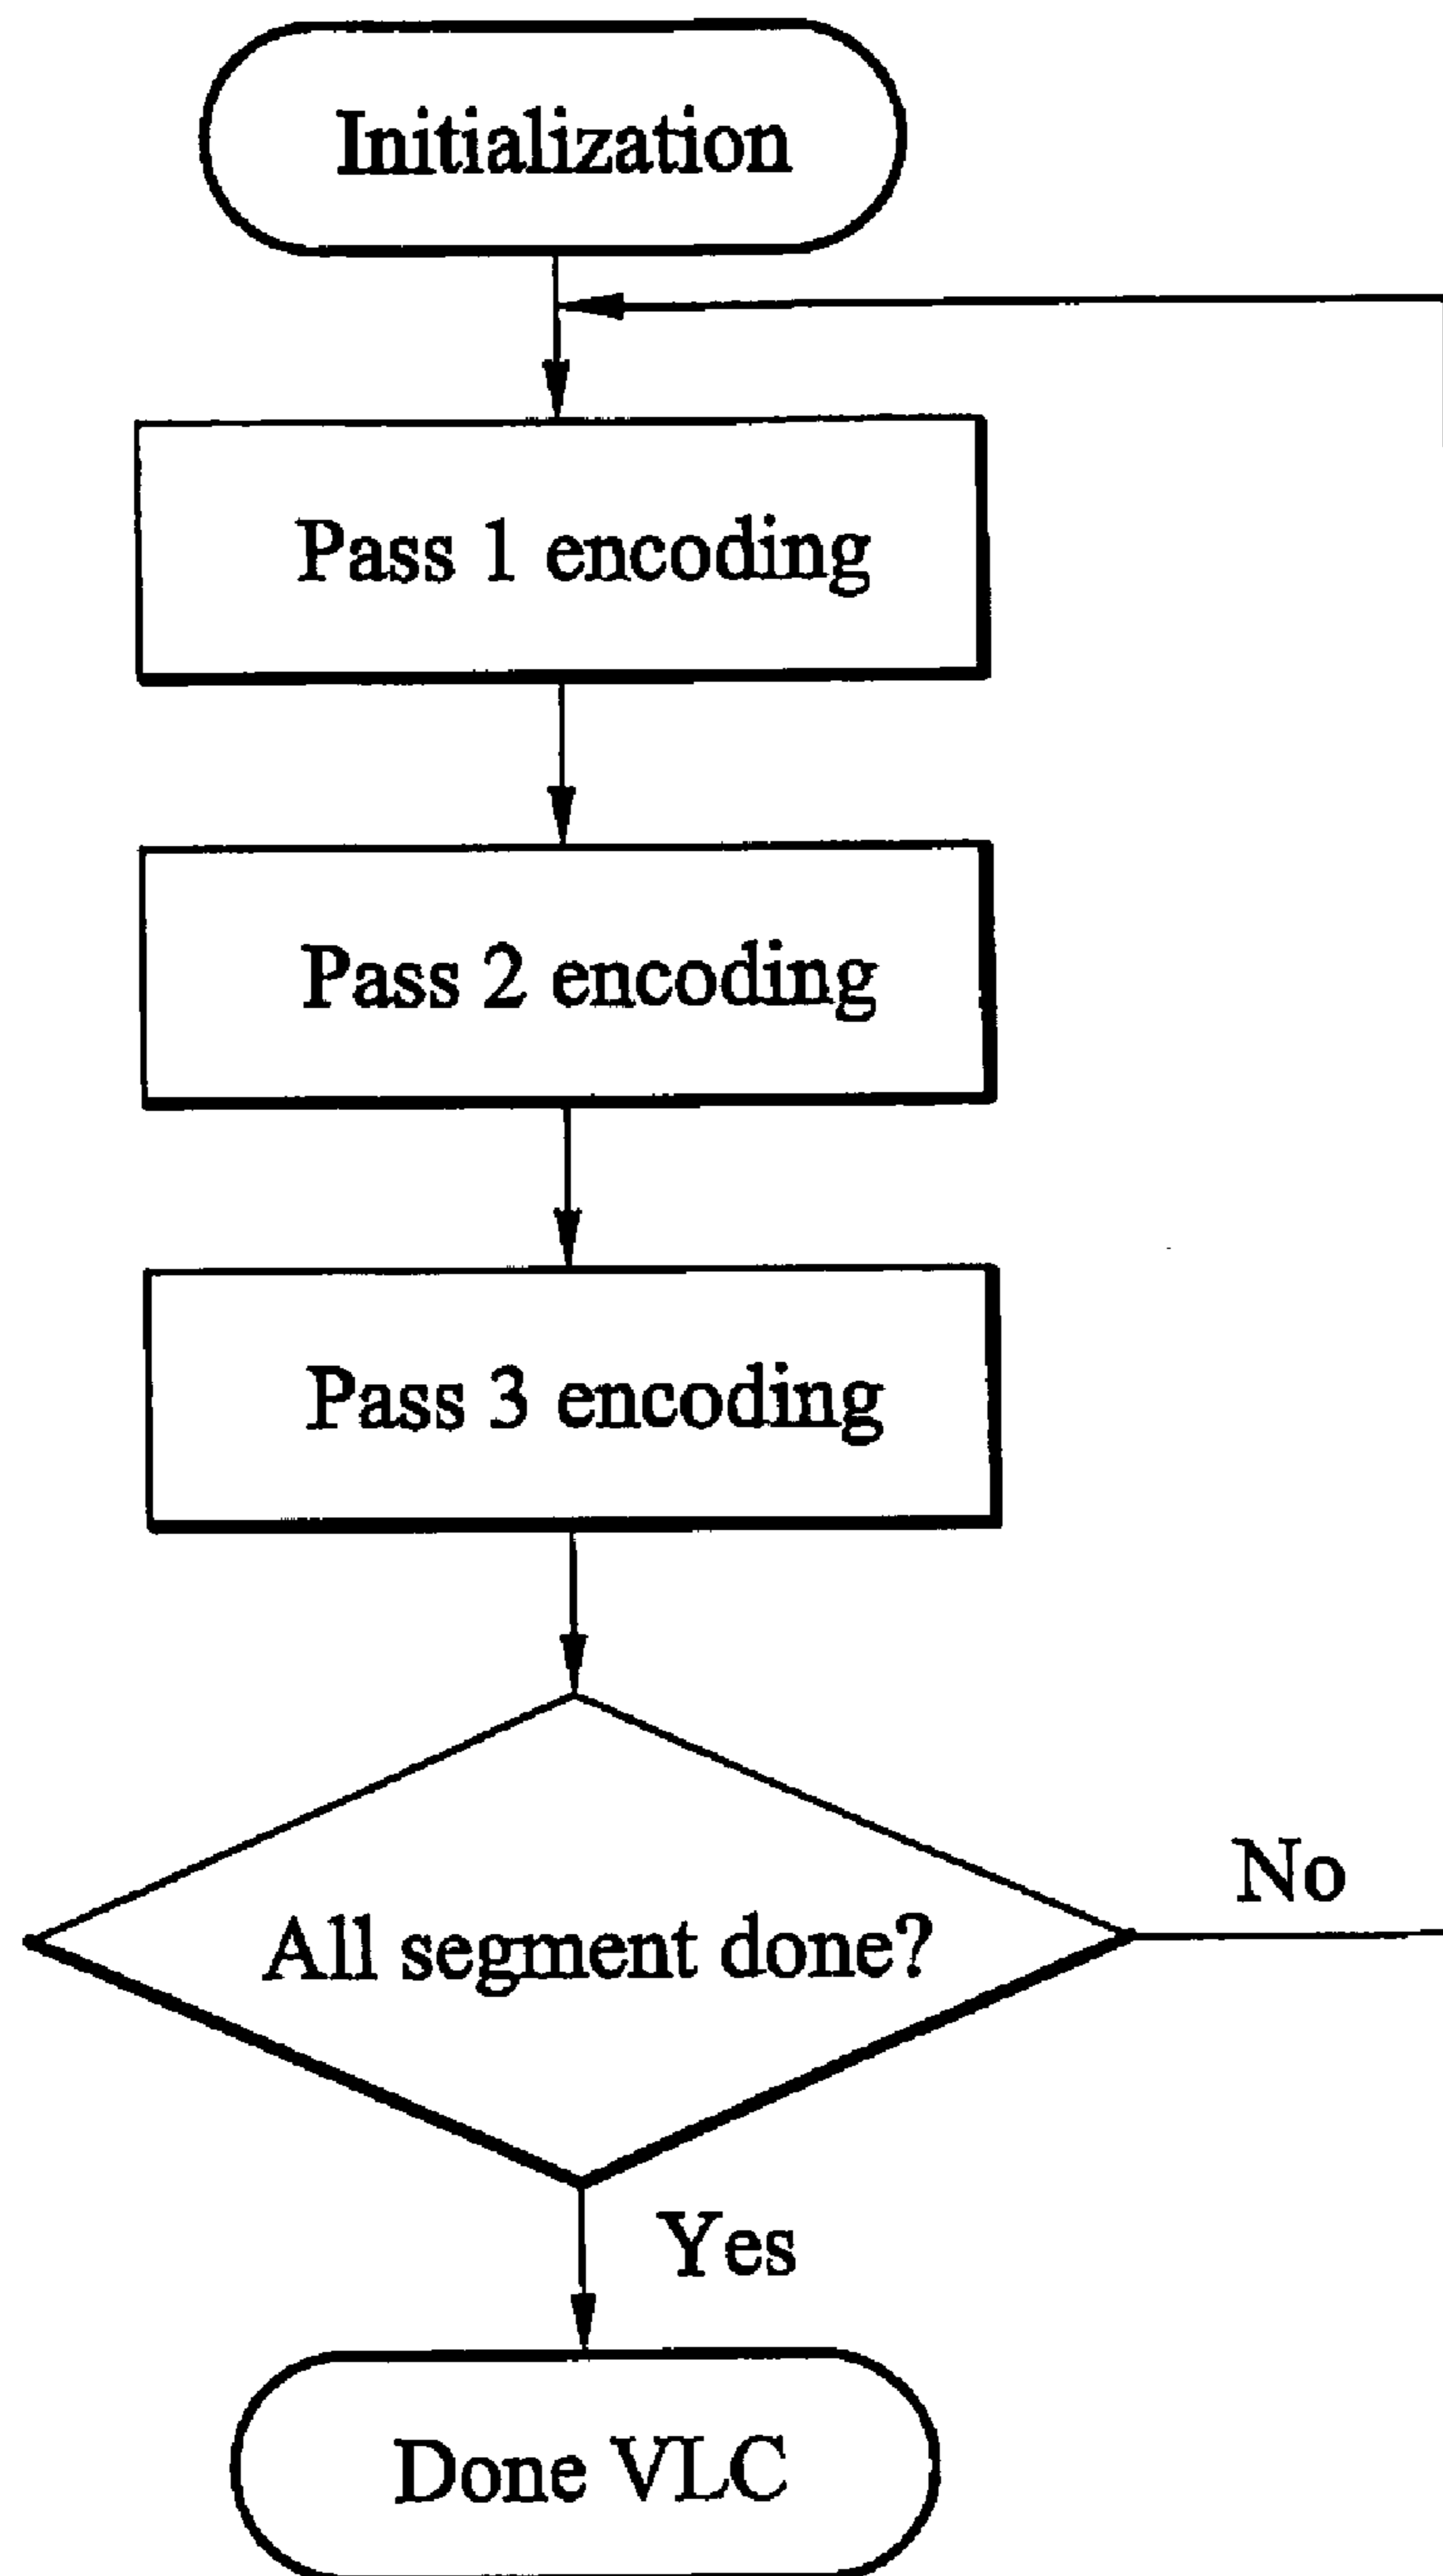 Initialization
Pass 1 encoding
Pass 2 encoding
Pass 3 encoding
All segment done?
No
Yes
Done VLC